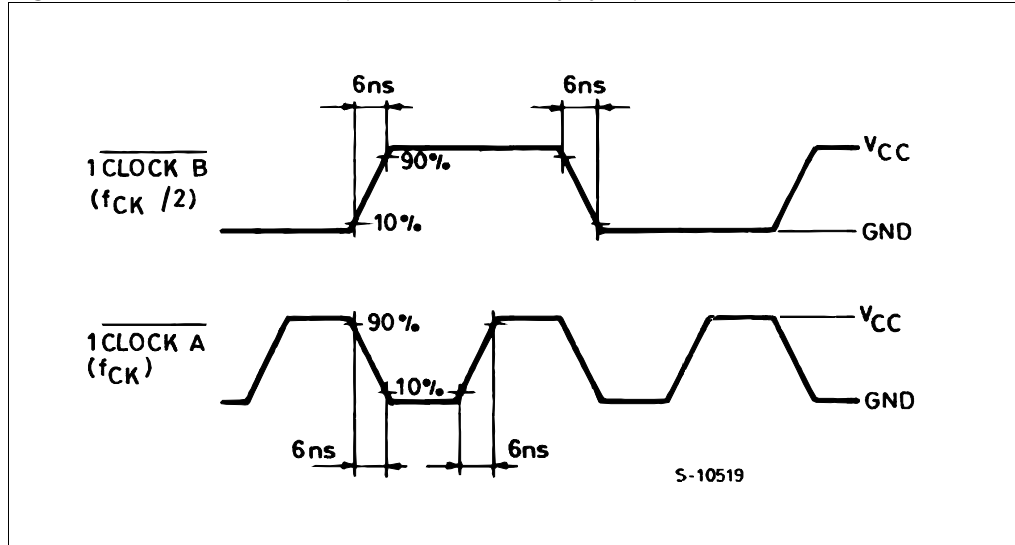 6ns 6ns
1CLOCK B
(fCK /2)
90%
10%
VCC
GND
1CLOCK A
(fCK)
90%
10%
VCC
GND
6ns 6ns
S-10519